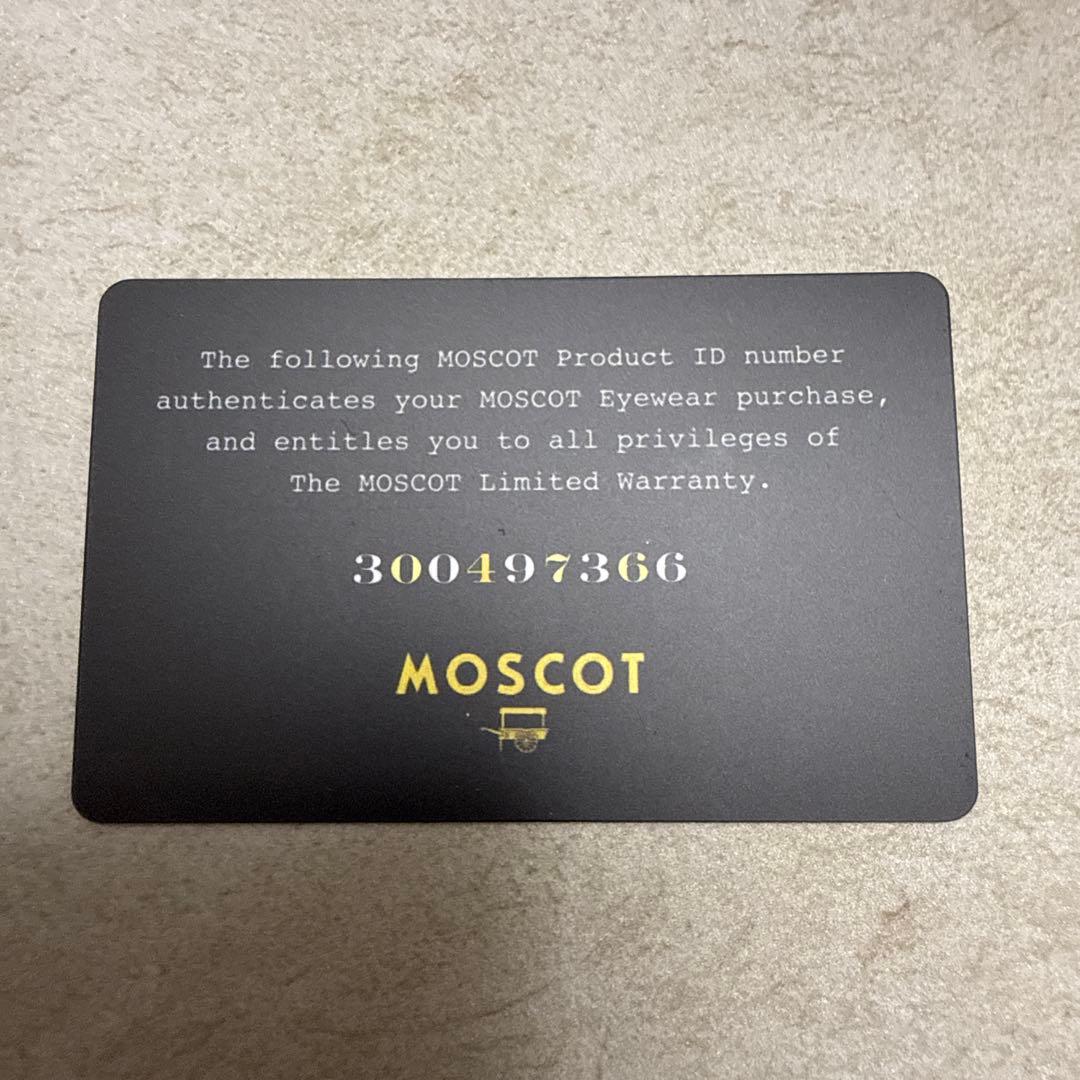 The following MOSCOT Product ID number
authenticates your MOSCOT Eyewear purchase,
and entitles you to all privileges of
The MOSCOT Limited Warranty.
300497366
MOSCOT